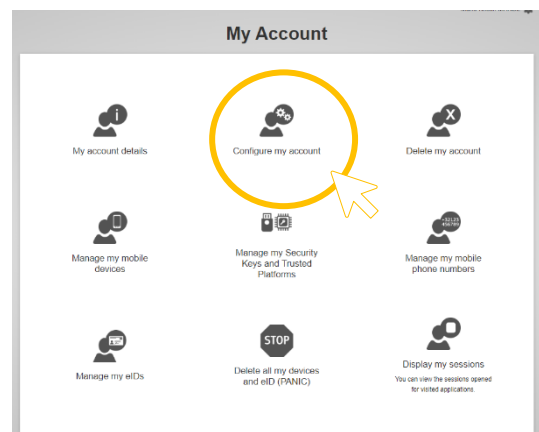 My Account
i
X
My account details
Configure my account
Delete my account
+32123
456789
Manage my mobile
devices
Manage my Security
Keys and Trusted
Platforms
Manage my mobile
phone numbers
STOP
Manage my eIDs
Delete all my devices
and eID (PANIC)
Display my sessions
You can view the sessions opened
for visited applications.